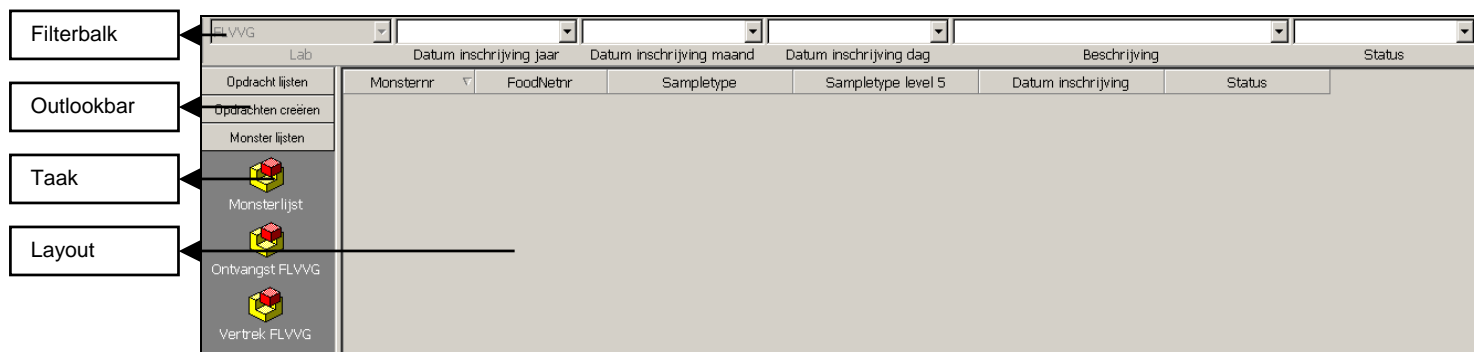 Filterbalk
FLVVG
Lab
Datum inschrijving jaar
Datum inschrijving maand
Datum inschrijving dag
Beschrijving
Status
Opdracht lijsten
Monsternr
FoodNetnr
Sampletype
Sampletype level 5
Datum inschrijving
Status
Outlookbar
Opdrachten creëren
Monster lijsten
Taak
Monsterlijst
Layout
Ontvangst FLVVG
Vertrek FLVVG